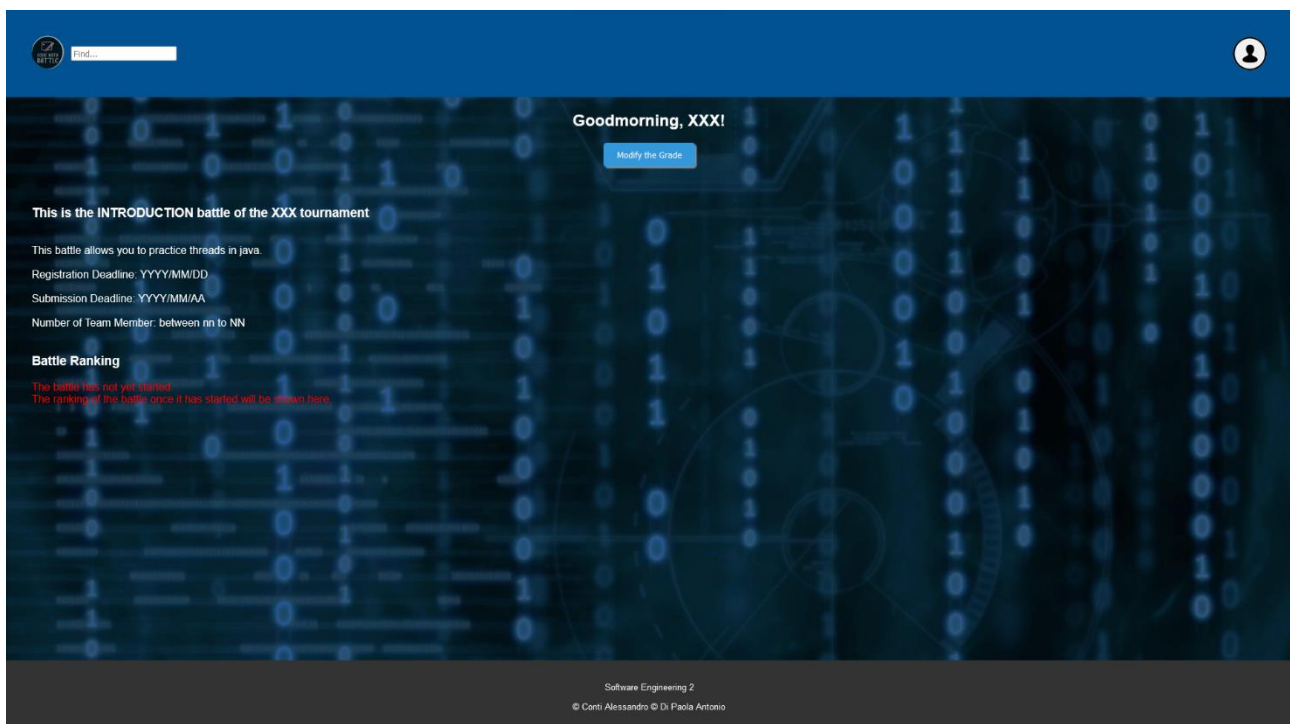 Find...
Goodmorning, XXX!
Modify the Grade
This is the INTRODUCTION battle of the XXX tournament
This battle allows you to practice threads in java.
Registration Deadline: YYYY/MM/DD
Submission Deadline: YYYY/MM/AA
Number of Team Member: between nn to NN
Battle Ranking
The battle has not yet started.
The ranking of the battle once it has started will be shown here.
Software Engineering 2
© Conti Alessandro © Di Paola Antonio